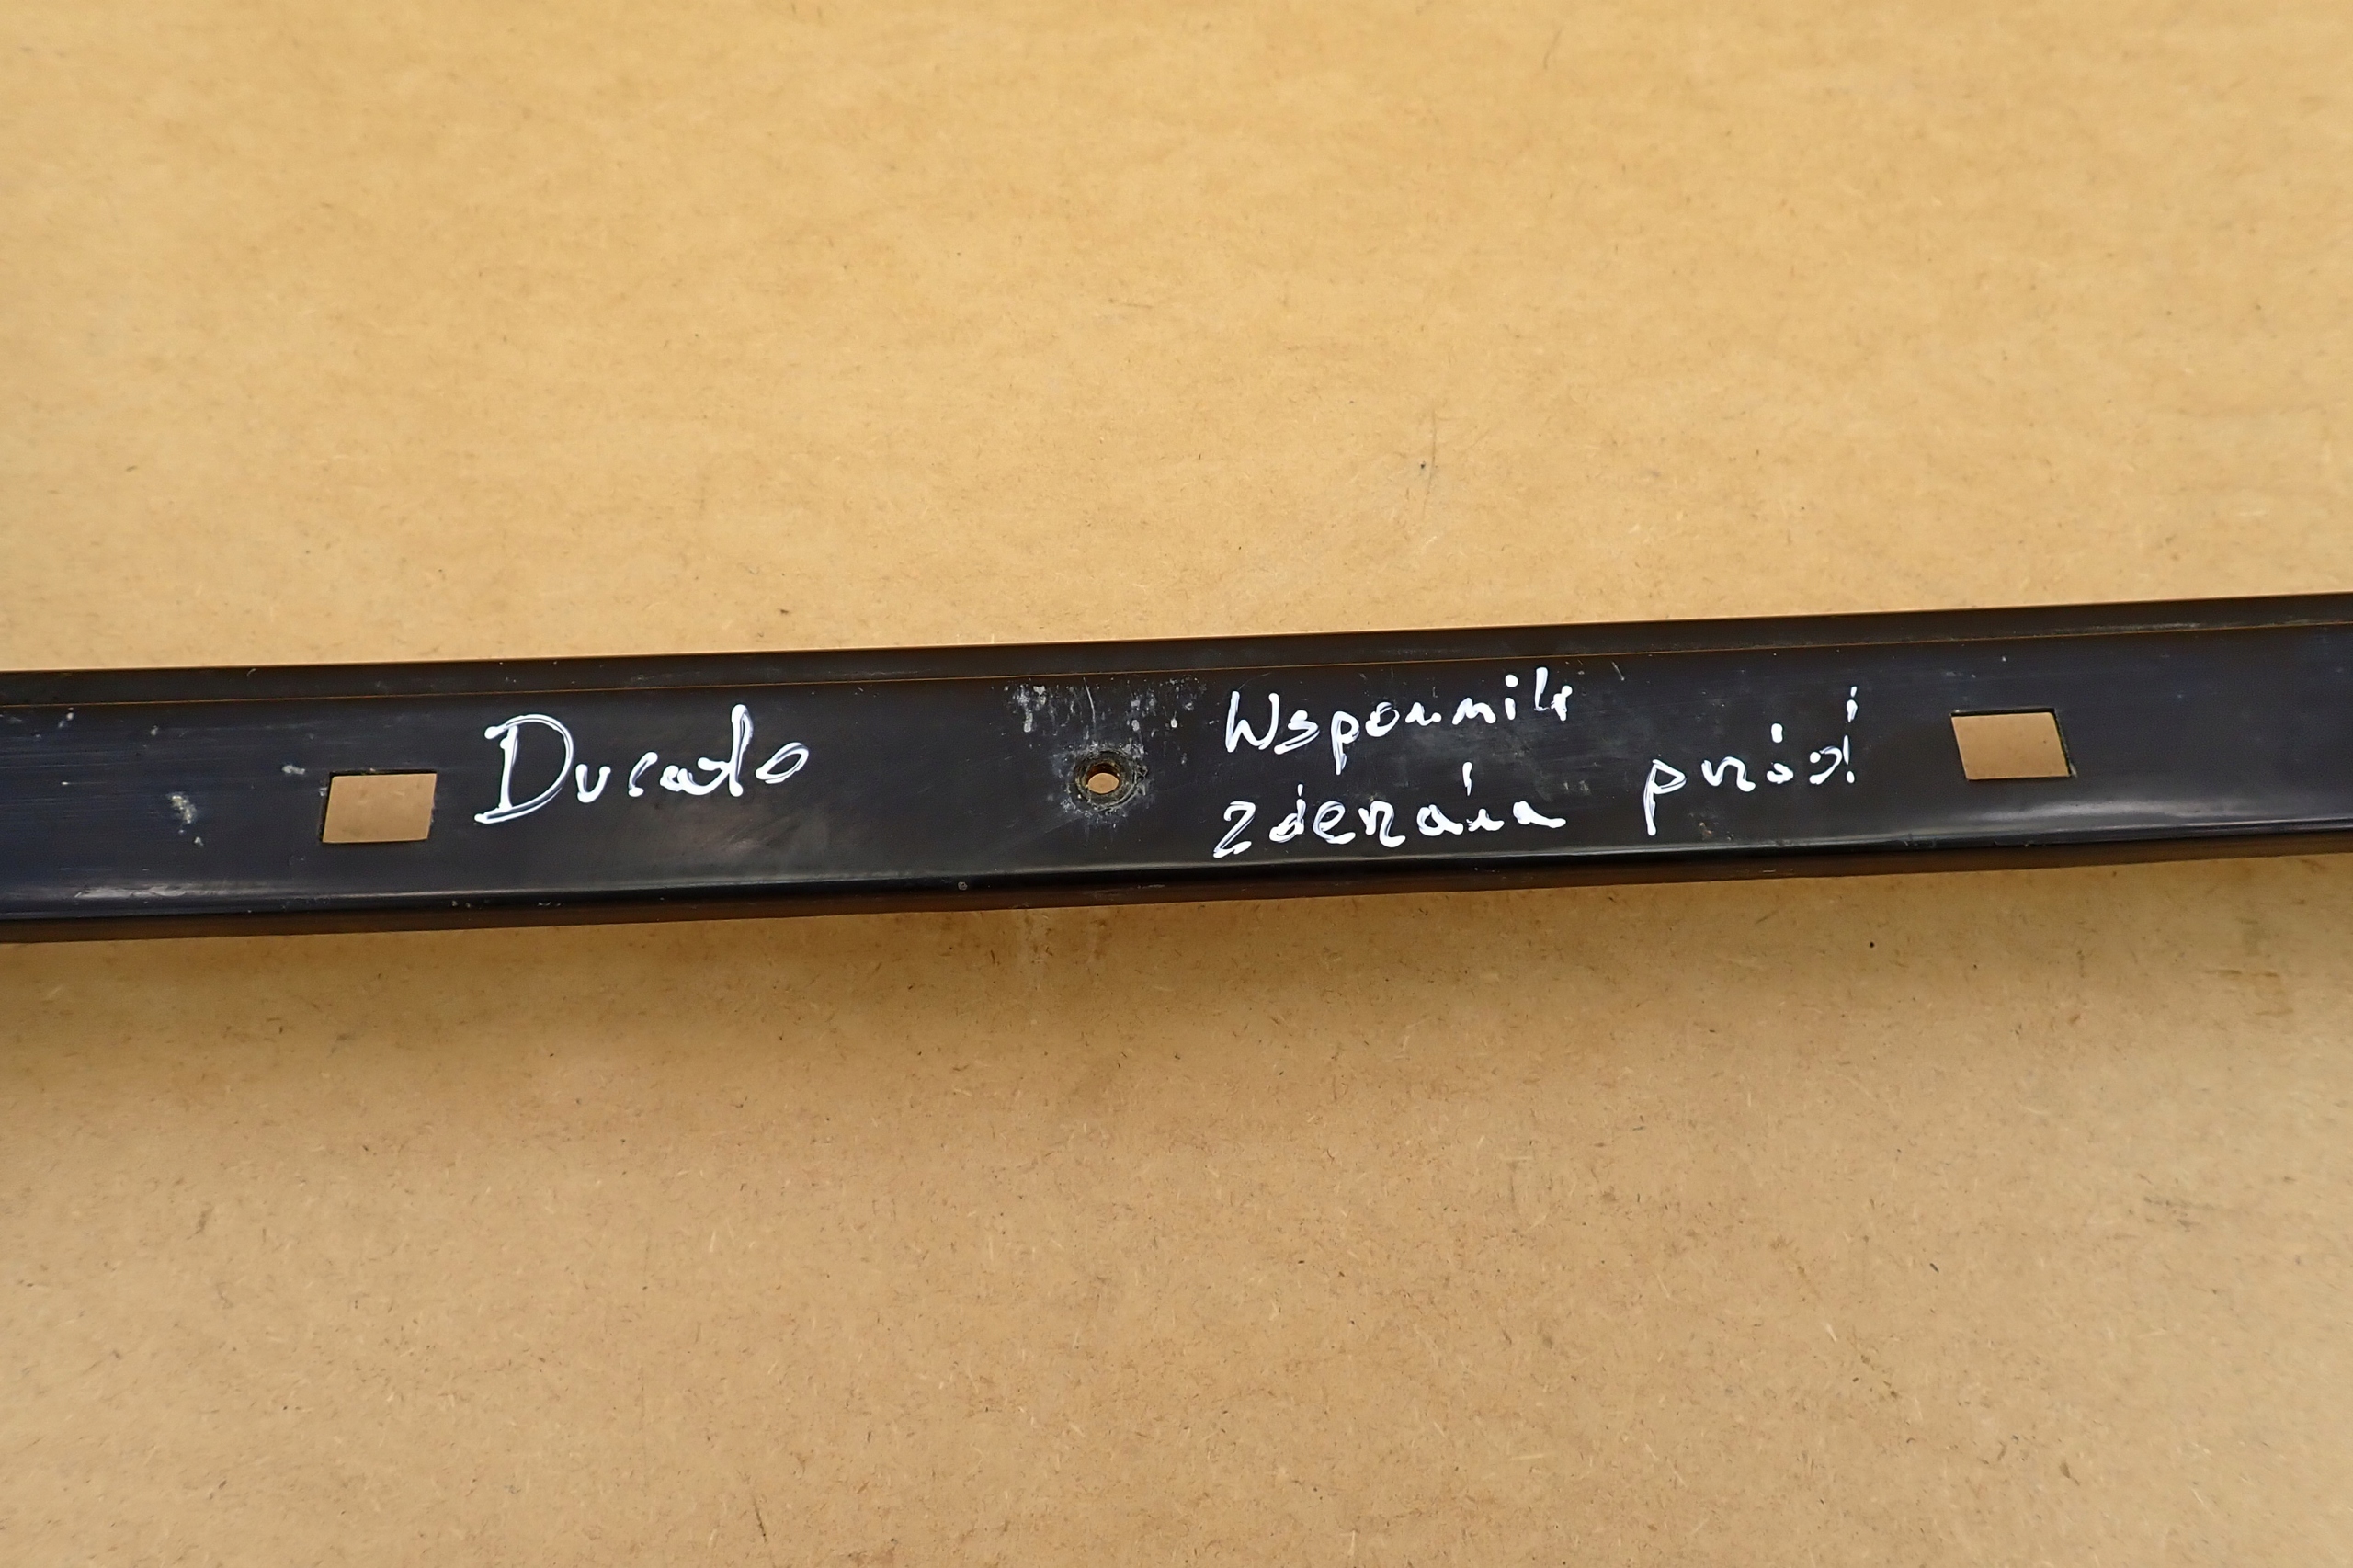 Ducato
Wspornik
zderzaka przód